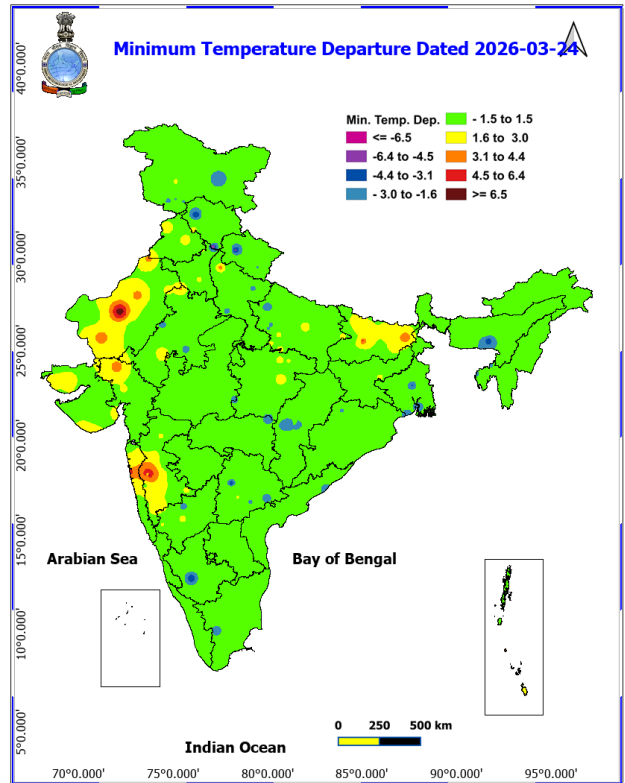 Minimum Temperature Departure Dated 2026-03-24
40°0.000'
Min. Temp. Dep.
<= -6.5
-6.4 to -4.5
-4.4 to -3.1
- 3.0 to -1.6
- 1.5 to 1.5
1.6 to 3.0
3.1 to 4.4
4.5 to 6.4
>= 6.5
35°0.000'
30°0.000'
25°0.000'
20°0.000'
15°0.000'
Arabian Sea
Bay of Bengal
10°0.000'
5°0.000'
0 250 500 km
Indian Ocean
70°0.000' 75°0.000' 80°0.000' 85°0.000' 90°0.000' 95°0.000'